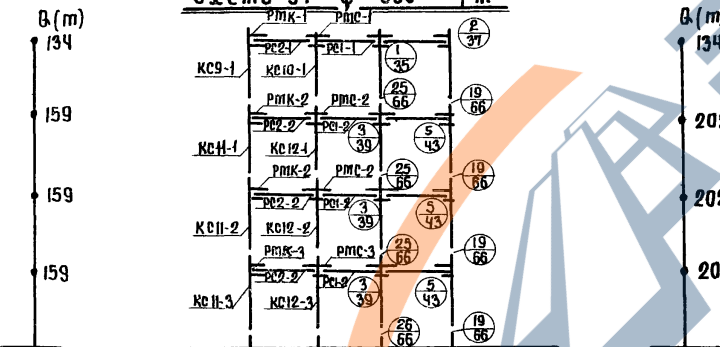 Q(т)
Q(т)
РМК-1
РМС-1
2
37
134
134
РС2-1
РС1-1
1
35
КС9-1
КС10-1
25
66
19
66
РМК-2
РМС-2
159
202
РС2-2
РС1-2
3
39
5
43
КС11-1
КС12-1
25
66
19
66
РМК-2
РМС-2
159
202
РС2-2
РС1-2
3
39
5
43
КС11-2
КС12-2
25
66
19
66
РМК-3
РМС-3
159
20
РС2-2
РС1-2
3
39
5
43
КС11-3
КС12-3
26
66
19
66